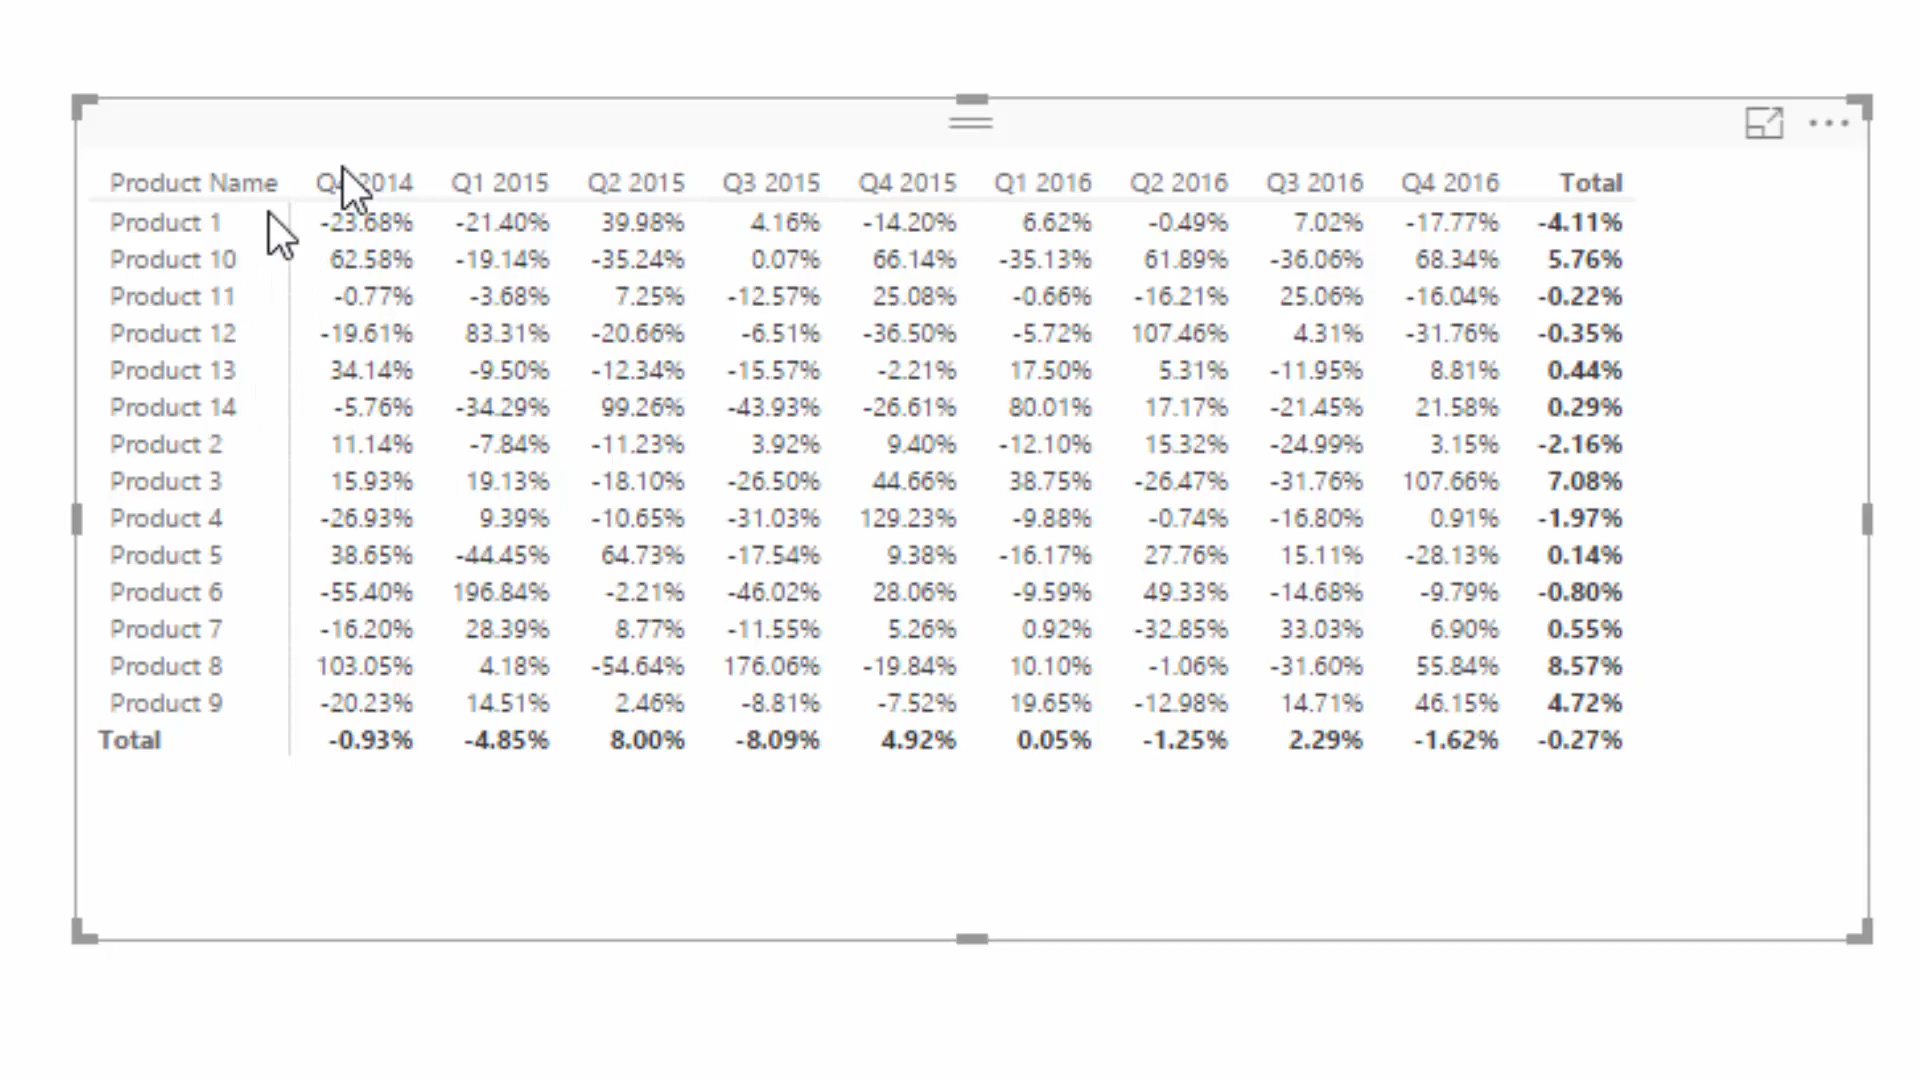 Product Name Q4 2014 Q1 2015 Q2 2015 Q3 2015 Q4 2015 Q1 2016 Q2 2016 Q3 2016 Q4 2016 Total
Product 1 -23.68% -21.40% 39.98% 4.16% -14.20% 6.62% -0.49% 7.02% -17.77% -4.11%
Product 10 62.58% -19.14% -35.24% 0.07% 66.14% -35.13% 61.89% -36.06% 68.34% 5.76%
Product 11 -0.77% -3.68% 7.25% -12.57% 25.08% -0.66% -16.21% 25.06% -16.04% -0.22%
Product 12 -19.61% 83.31% -20.66% -6.51% -36.50% -5.72% 107.46% 4.31% -31.76% -0.35%
Product 13 34.14% -9.50% -12.34% -15.57% -2.21% 17.50% 5.31% -11.95% 8.81% 0.44%
Product 14 -5.76% -34.29% 99.26% -43.93% -26.61% 80.01% 17.17% -21.45% 21.58% 0.29%
Product 2 11.14% -7.84% -11.23% 3.92% 9.40% -12.10% 15.32% -24.99% 3.15% -2.16%
Product 3 15.93% 19.13% -18.10% -26.50% 44.66% 38.75% -26.47% -31.76% 107.66% 7.08%
Product 4 -26.93% 9.39% -10.65% -31.03% 129.23% -9.88% -0.74% -16.80% 0.91% -1.97%
Product 5 38.65% -44.45% 64.73% -17.54% 9.38% -16.17% 27.76% 15.11% -28.13% 0.14%
Product 6 -55.40% 196.84% -2.21% -46.02% 28.06% -9.59% 49.33% -14.68% -9.79% -0.80%
Product 7 -16.20% 28.39% 8.77% -11.55% 5.26% 0.92% -32.85% 33.03% 6.90% 0.55%
Product 8 103.05% 4.18% -54.64% 176.06% -19.84% 10.10% -1.06% -31.60% 55.84% 8.57%
Product 9 -20.23% 14.51% 2.46% -8.81% -7.52% 19.65% -12.98% 14.71% 46.15% 4.72%
Total -0.93% -4.85% 8.00% -8.09% 4.92% 0.05% -1.25% 2.29% -1.62% -0.27%